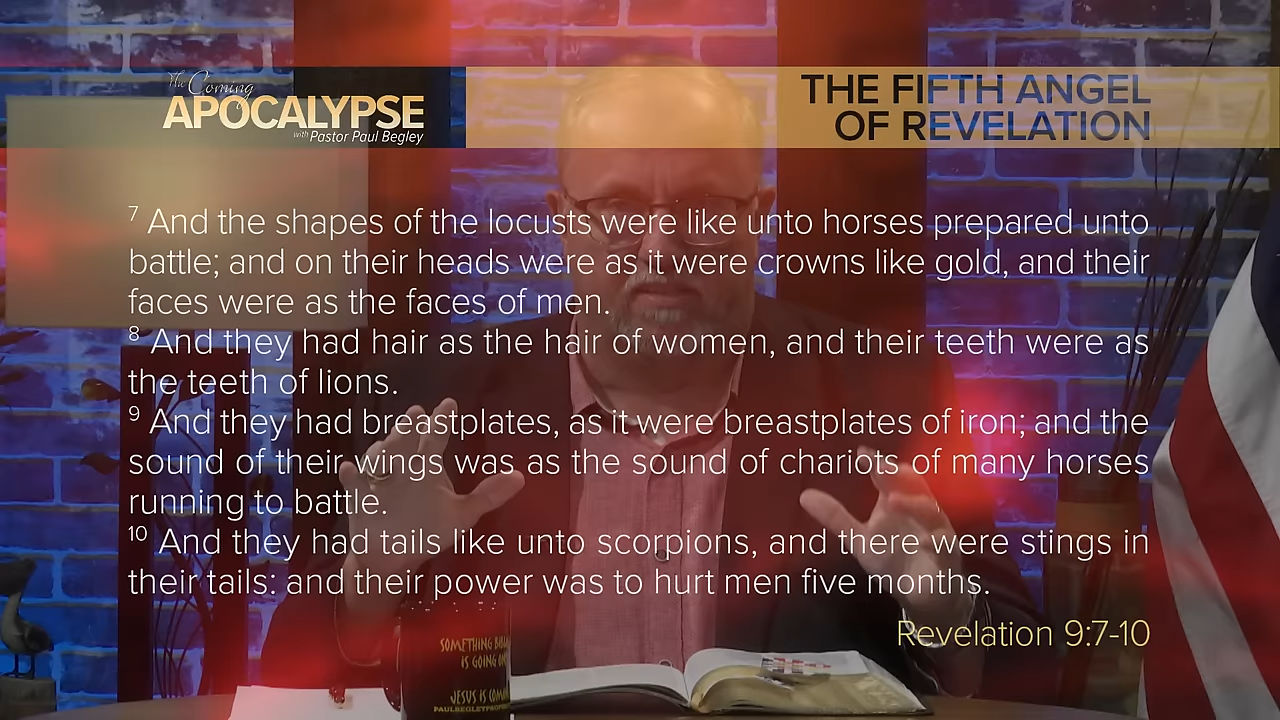 The Coming
APOCALYPSE
with Pastor Paul Begley
THE FIFTH ANGEL
OF REVELATION
7 And the shapes of the locusts were like unto horses prepared unto
battle; and on their heads were as it were crowns like gold, and their
faces were as the faces of men.
8 And they had hair as the hair of women, and their teeth were as
the teeth of lions.
9 And they had breastplates, as it were breastplates of iron; and the
sound of their wings was as the sound of chariots of many horses
running to battle.
10 And they had tails like unto scorpions, and there were stings in
their tails: and their power was to hurt men five months.
Revelation 9:7-10
SOMETHING
IS GOING
JESUS IS